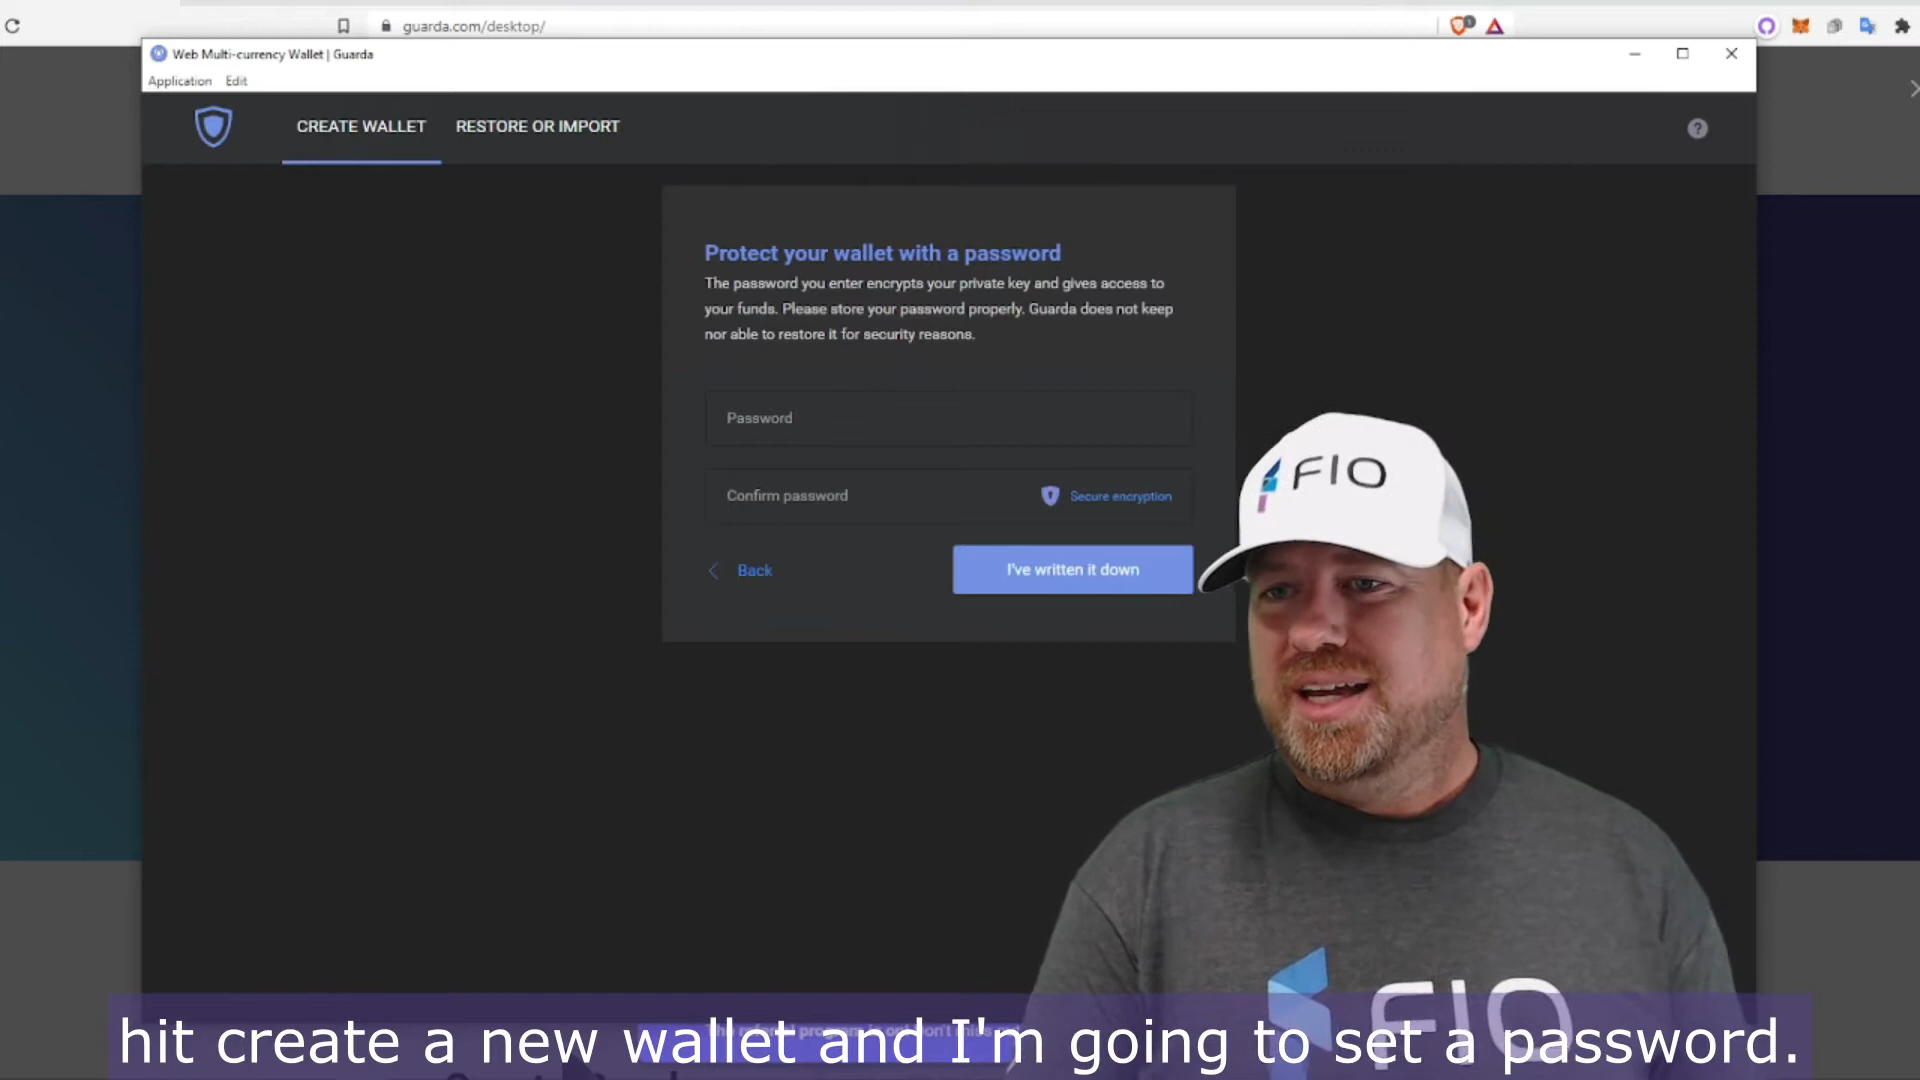 guarda.com/desktop/
Web Multi-currency Wallet | Guarda
Application Edit
CREATE WALLET RESTORE OR IMPORT
?
Protect your wallet with a password
The password you enter encrypts your private key and gives access to
your funds. Please store your password properly. Guarda does not keep
nor able to restore it for security reasons.
Password
Confirm password
Secure encryption
Back
I've written it down
FIO
FIO
hit create a new wallet and I'm going to set a password.